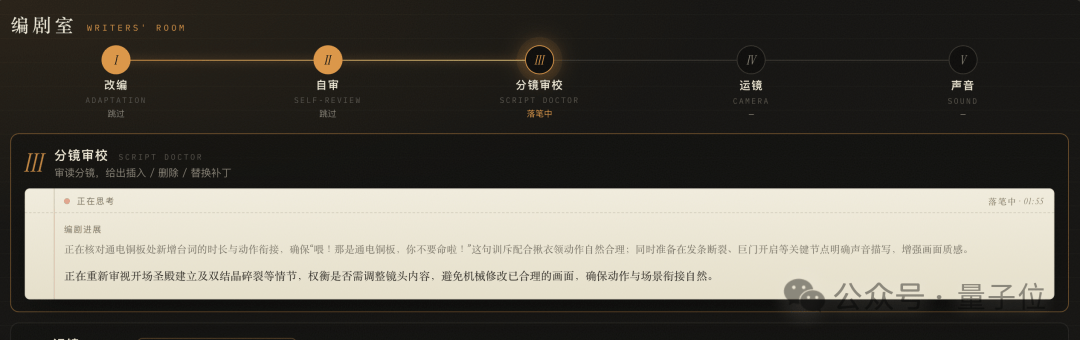 编剧室 WRITERS' ROOM
I II III IV V
改编 自审 分镜审校 运镜 声音
ADAPTATION SELF-REVIEW SCRIPT DOCTOR CAMERA SOUND
跳过 跳过 落笔中 – –
III 分镜审校 SCRIPT DOCTOR
审读分镜，给出插入 / 删除 / 替换补丁
正在思考 落笔中 · 01:55
编剧进展
正在核对通电铜板处新增台词的时长与动作衔接，确保“喂！那是通电铜板，你不要命啦！”这句训斥配合揪衣领动作自然合理；同时准备在发条断裂、巨门开启等关键节点明确声音描写，增强画面质感。
正在重新审视开场圣殿建立及双结晶碎裂等情节，权衡是否需调整镜头内容，避免机械修改已合理的画面，确保动作与场景衔接自然。
公众号 · 量子位